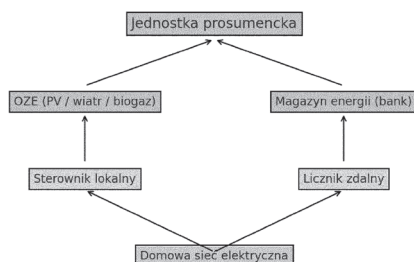 Jednostka prosumencka
OZE (PV / wiatr / biogaz)
Magazyn energii (bank)
Sterownik lokalny
Licznik zdalny
Domowa sieć elektryczna